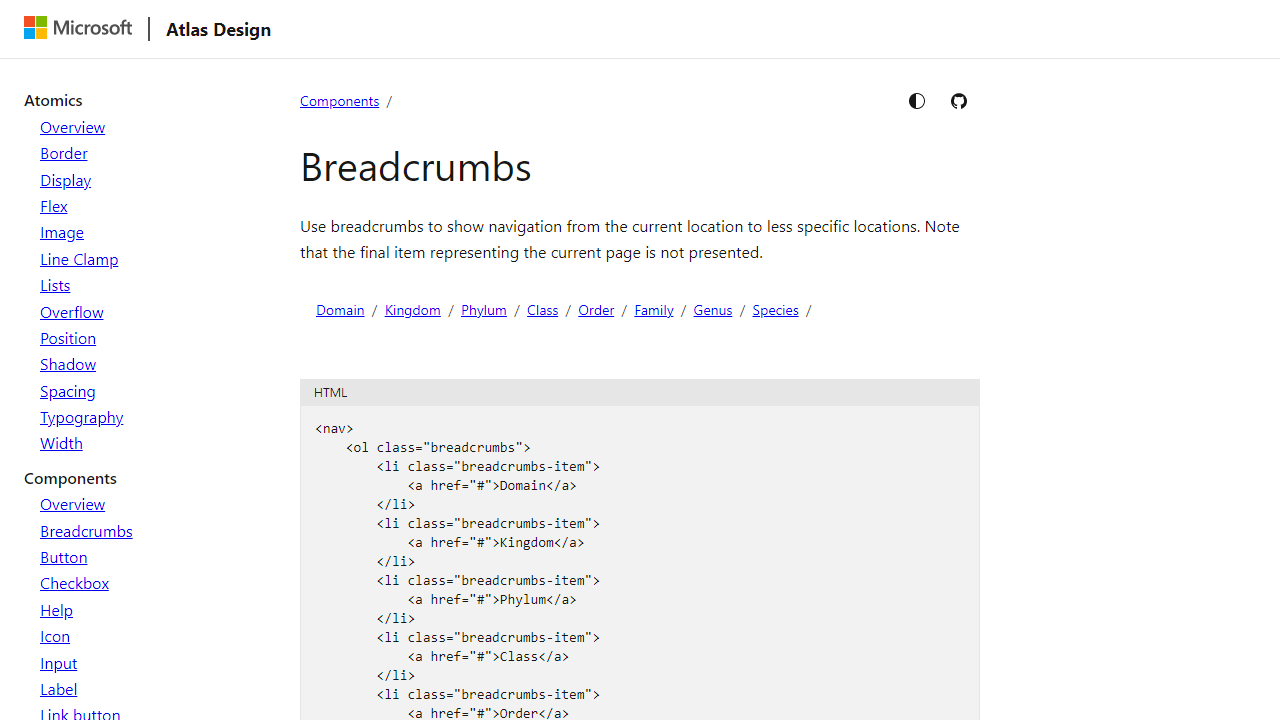 Microsoft
Atlas Design
Atomics
Overview
Border
Display
Flex
Image
Line Clamp
Lists
Overflow
Position
Shadow
Spacing
Typography
Width
Components
Overview
Breadcrumbs
Button
Checkbox
Help
Icon
Input
Label
Link button
Components /
Breadcrumbs
Use breadcrumbs to show navigation from the current location to less specific locations. Note
that the final item representing the current page is not presented.
Domain / Kingdom / Phylum / Class / Order / Family / Genus / Species /
HTML
<nav>
    <ol class="breadcrumbs">
        <li class="breadcrumbs-item">
            <a href="#">Domain</a>
        </li>
        <li class="breadcrumbs-item">
            <a href="#">Kingdom</a>
        </li>
        <li class="breadcrumbs-item">
            <a href="#">Phylum</a>
        </li>
        <li class="breadcrumbs-item">
            <a href="#">Class</a>
        </li>
        <li class="breadcrumbs-item">
            <a href="#">Order</a>